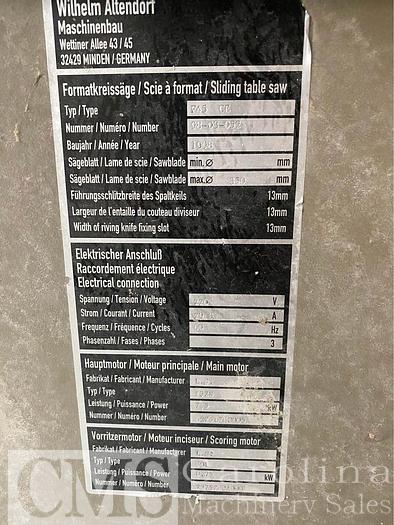 Wilhelm Altendorf
Maschinenbau
Wettiner Allee 43 / 45
32429 MINDEN / GERMANY
Formatkreissäge / Scie à format / Sliding table saw
Typ / Type F45
Nummer / Numéro / Number
Baujahr / Année / Year
Sägeblatt / Lame de scie / Sawblade min. ø mm
Sägeblatt / Lame de scie / Sawblade max. ø mm
Führungsschlitzbreite des Spaltkeils 13mm
Largeur de l'entaille du couteau diviseur 13mm
Width of riving knife fixing slot 13mm
Elektrischer Anschluß
Raccordement électrique
Electrical connection
Spannung / Tension / Voltage V
Strom / Courant / Current A
Frequenz / Fréquence / Cycles Hz
Phasenzahl / Fases / Phases 3
Hauptmotor / Moteur principale / Main motor
Fabrikat / Fabricant / Manufacturer
Typ / Type
Leistung / Puissance / Power kW
Nummer / Numéro / Number
Vorritzermotor / Moteur inciseur / Scoring motor
Fabrikat / Fabricant / Manufacturer
Typ / Type
Leistung / Puissance / Power kW
Nummer / Numéro / Number
CMS Carolina
Machinery Sales